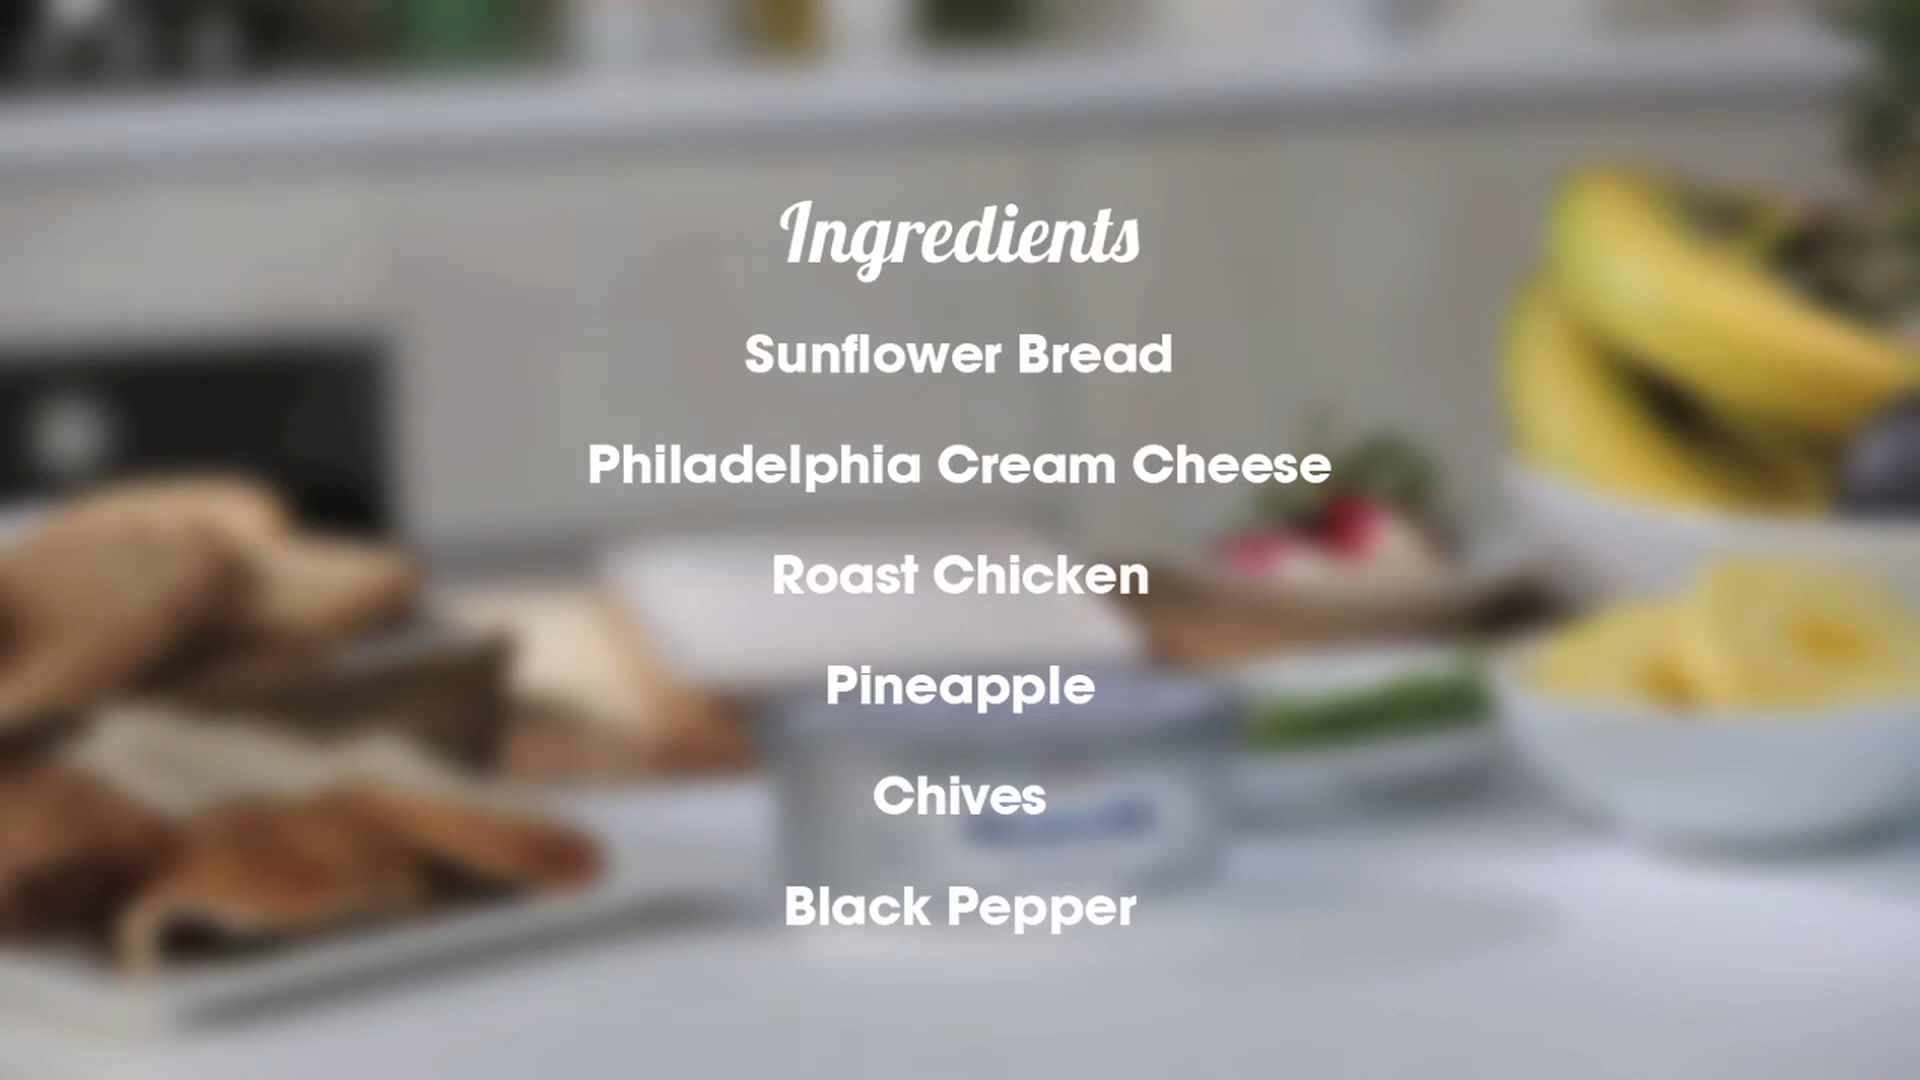 Ingredients
Sunflower Bread
Philadelphia Cream Cheese
Roast Chicken
Pineapple
Chives
Black Pepper